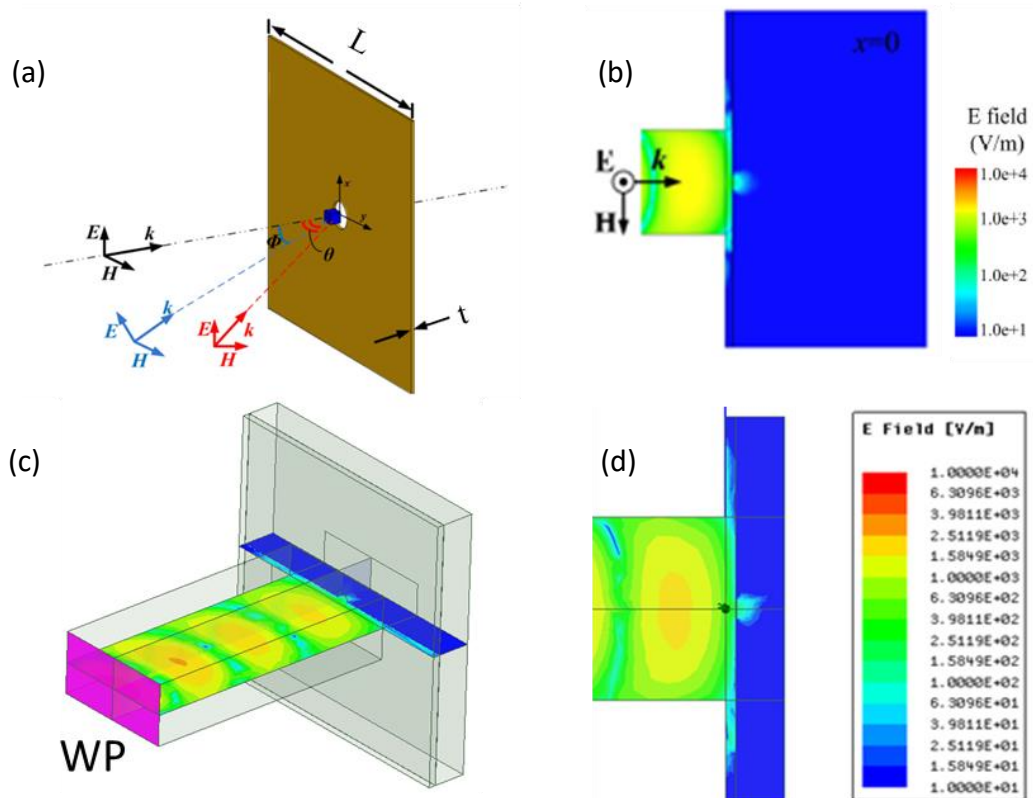 (a)
L
x
y
E
k
H
Φ
θ
E
k
H
E
k
H
t
(b)
x=0
E
k
H
E field
(V/m)
1.0e+4
1.0e+3
1.0e+2
1.0e+1
(c)
WP
(d)
E Field [V/m]
1.0000E+04
6.3096E+03
3.9811E+03
2.5119E+03
1.5849E+03
1.0000E+03
6.3096E+02
3.9811E+02
2.5119E+02
1.5849E+02
1.0000E+02
6.3096E+01
3.9811E+01
2.5119E+01
1.5849E+01
1.0000E+01